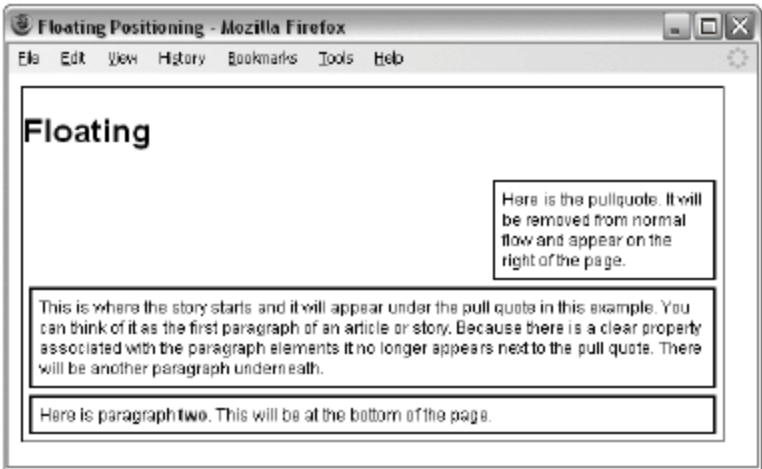 Floating Positioning - Mozilla Firefox
File Edit View History Bookmarks Tools Help
Floating
Here is the pullquote. It will
be removed from normal
flow and appear on the
right of the page.
This is where the story starts and it will appear under the pull quote in this example. You
can think of it as the first paragraph of an article or story. Because there is a clear property
associated with the paragraph elements it no longer appears next to the pull quote. There
will be another paragraph underneath.
Here is paragraph two. This will be at the bottom of the page.